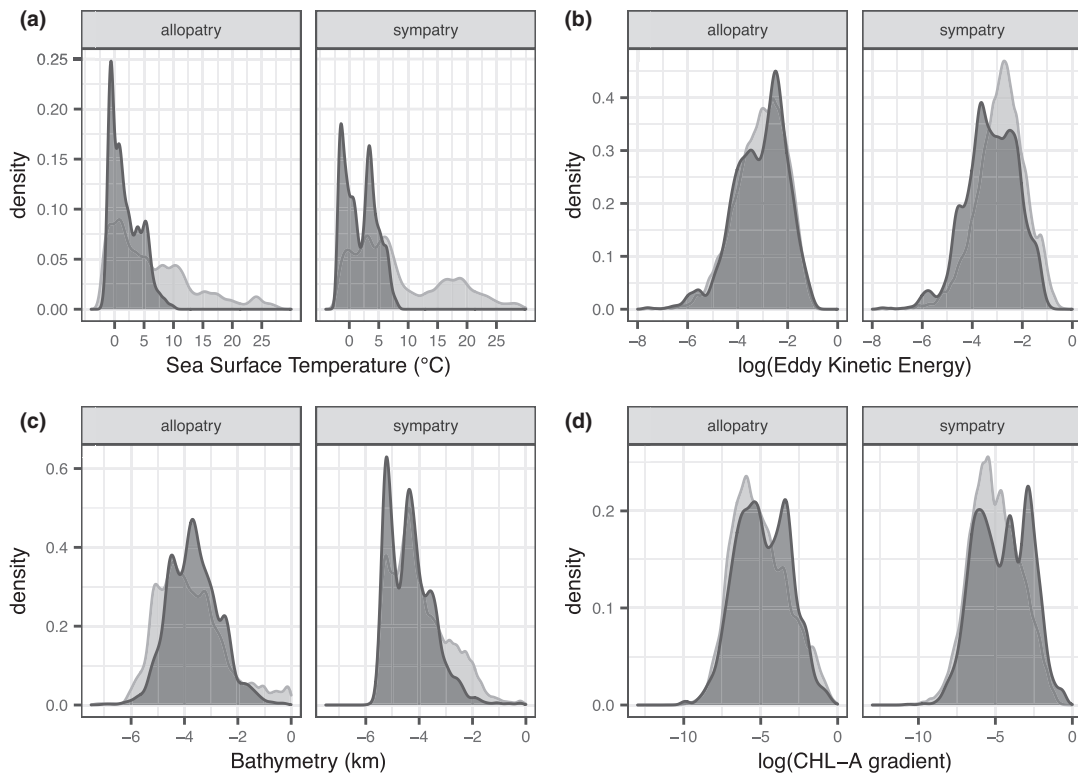 (a)
allopatry
sympatry
0.25
0.20
0.15
0.10
0.05
0.00
density
0 5 10 15 20 25
0 5 10 15 20 25
Sea Surface Temperature (°C)
(b)
allopatry
sympatry
0.4
0.3
0.2
0.1
0.0
density
−8 −6 −4 −2 0
−8 −6 −4 −2 0
log(Eddy Kinetic Energy)
(c)
allopatry
sympatry
0.6
0.4
0.2
0.0
density
−6 −4 −2 0
−6 −4 −2 0
Bathymetry (km)
(d)
allopatry
sympatry
0.2
0.1
0.0
density
−10 −5 0
−10 −5 0
log(CHL−A gradient)